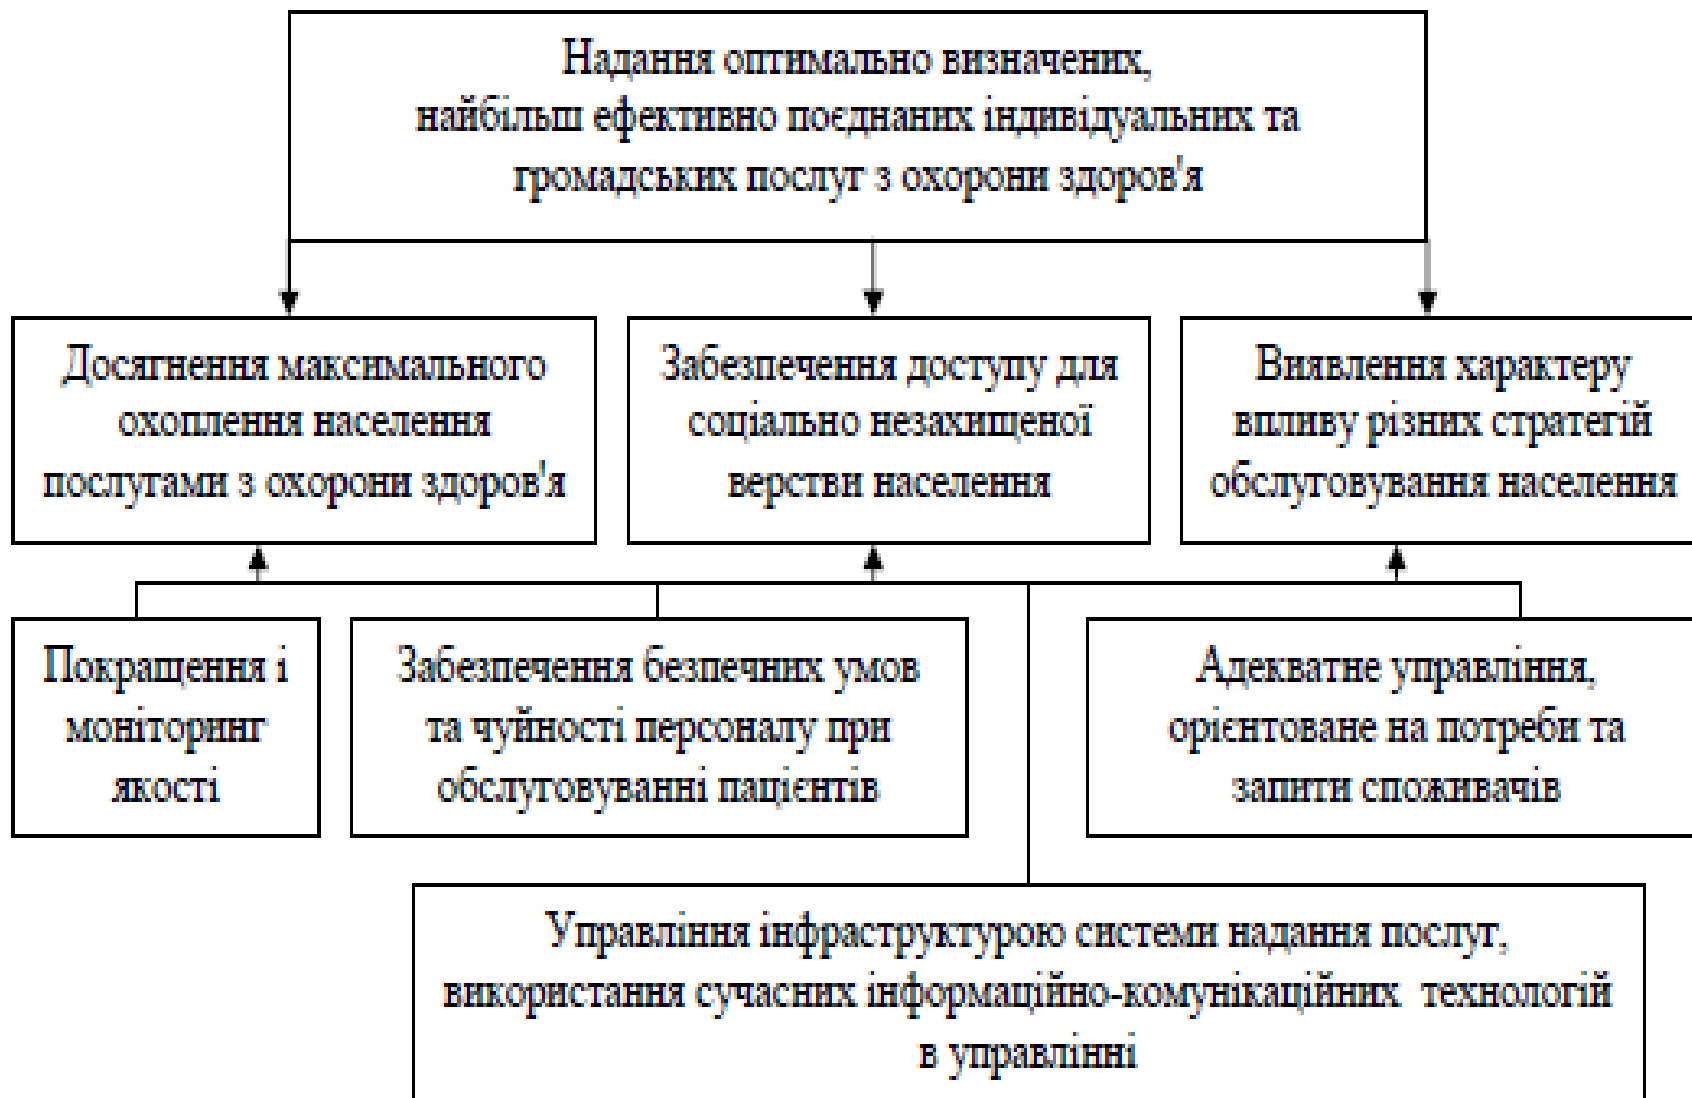 Надання оптимально визначених,
найбільш ефективно поєднаних індивідуальних та
громадських послуг з охорони здоров'я
Досягнення максимального
охоплення населення
послугами з охорони здоров'я
Забезпечення доступу для
соціально незахищеної
верстви населення
Виявлення характеру
впливу різних стратегій
обслуговування населення
Покращення і
моніторинг
якості
Забезпечення безпечних умов
та чуйності персоналу при
обслуговуванні пацієнтів
Адекватне управління,
орієнтоване на потреби та
запити споживачів
Управління інфраструктурою системи надання послуг,
використання сучасних інформаційно-комунікаційних технологій
в управлінні